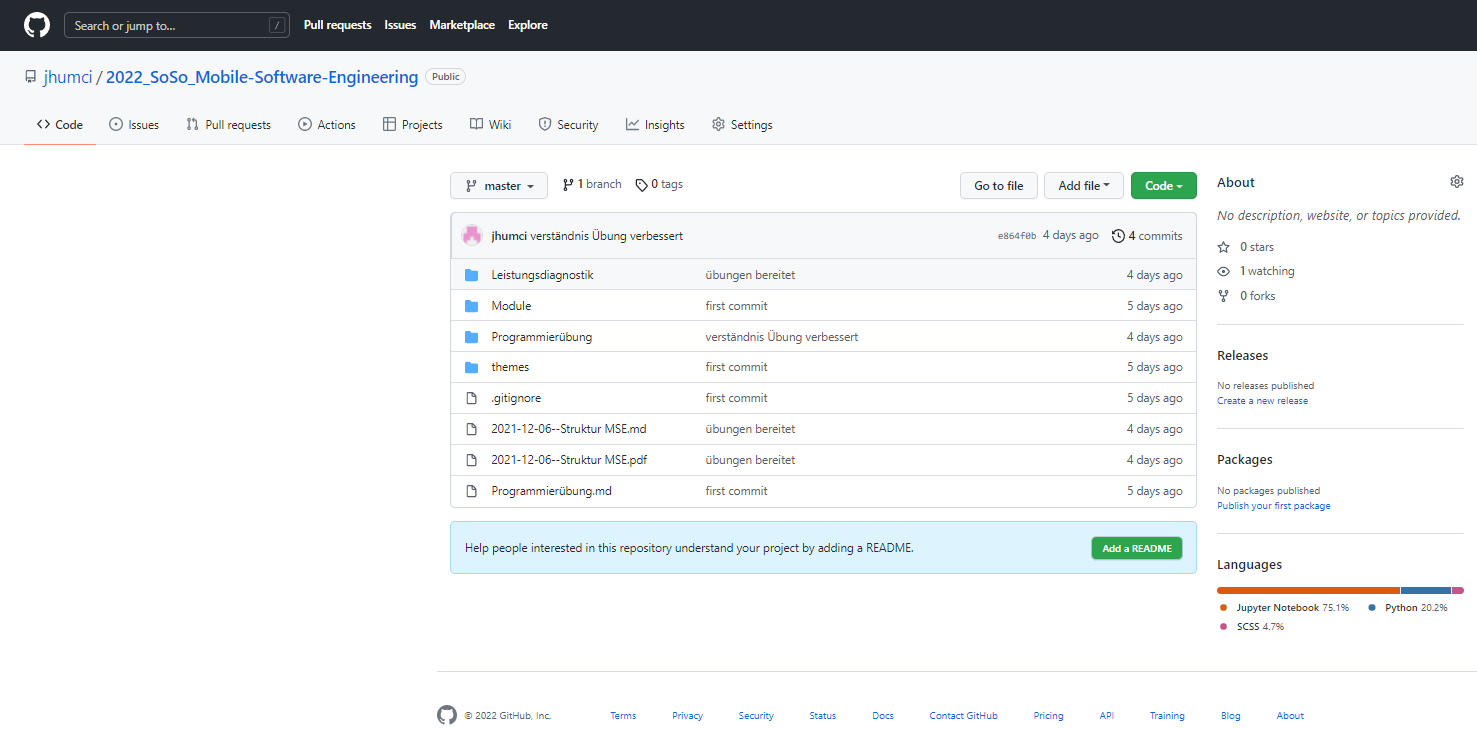 Search or jump to... / Pull requests Issues Marketplace Explore
jhumci / 2022_SoSo_Mobile-Software-Engineering Public
Code Issues Pull requests Actions Projects Wiki Security Insights Settings
master 1 branch 0 tags Go to file Add file Code
jhumci verständnis Übung verbessert e864f0b 4 days ago 4 commits
Leistungsdiagnostik übungen bereitet 4 days ago
Module first commit 5 days ago
Programmierübung verständnis Übung verbessert 4 days ago
themes first commit 5 days ago
.gitignore first commit 5 days ago
2021-12-06--Struktur MSE.md übungen bereitet 4 days ago
2021-12-06--Struktur MSE.pdf übungen bereitet 4 days ago
Programmierübung.md first commit 5 days ago
Help people interested in this repository understand your project by adding a README. Add a README
About
No description, website, or topics provided.
0 stars
1 watching
0 forks
Releases
No releases published
Create a new release
Packages
No packages published
Publish your first package
Languages
Jupyter Notebook 75.1% Python 20.2%
SCSS 4.7%
© 2022 GitHub, Inc. Terms Privacy Security Status Docs Contact GitHub Pricing API Training Blog About